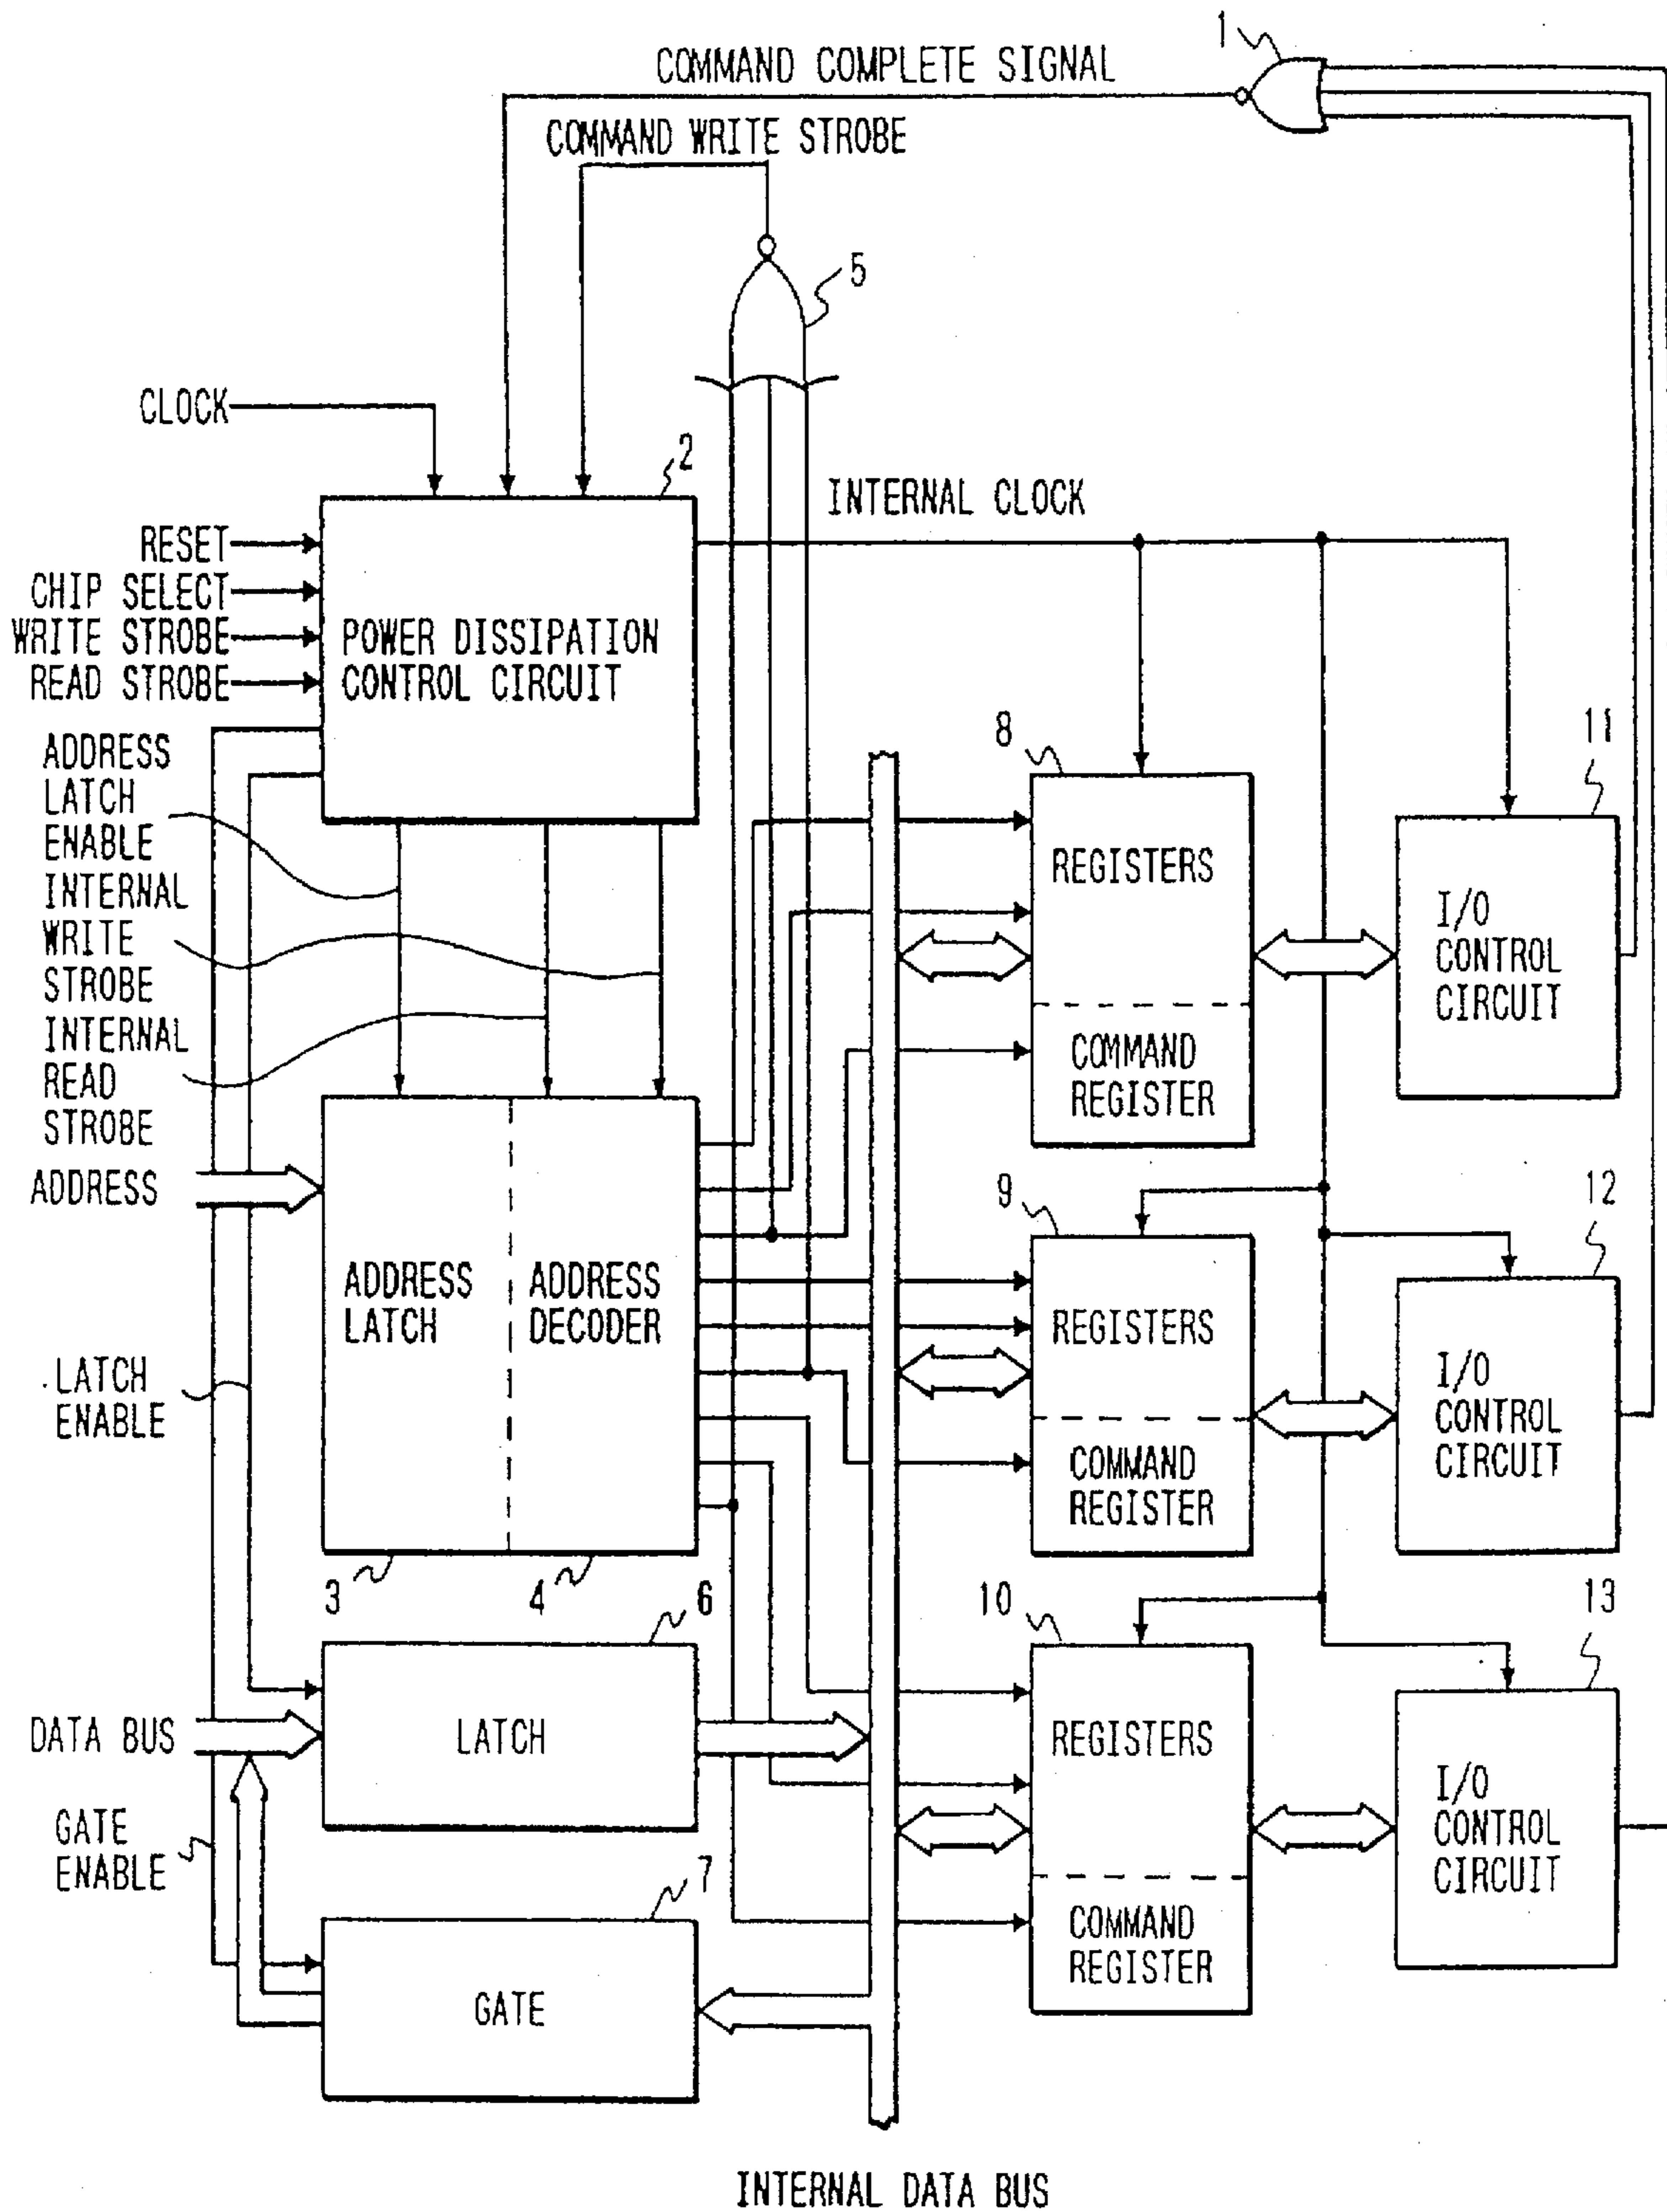 1
COMMAND COMPLETE SIGNAL
COMMAND WRITE STROBE
5
CLOCK
2
INTERNAL CLOCK
RESET
CHIP SELECT
WRITE STROBE
READ STROBE
POWER DISSIPATION
CONTROL CIRCUIT
ADDRESS
LATCH
ENABLE
INTERNAL
WRITE
STROBE
INTERNAL
READ
STROBE
8
REGISTERS
COMMAND
REGISTER
11
I/O
CONTROL
CIRCUIT
ADDRESS
ADDRESS
LATCH
ADDRESS
DECODER
3
4
9
REGISTERS
COMMAND
REGISTER
12
I/O
CONTROL
CIRCUIT
LATCH
ENABLE
6
DATA BUS
LATCH
GATE
ENABLE
7
GATE
10
REGISTERS
COMMAND
REGISTER
13
I/O
CONTROL
CIRCUIT
INTERNAL DATA BUS